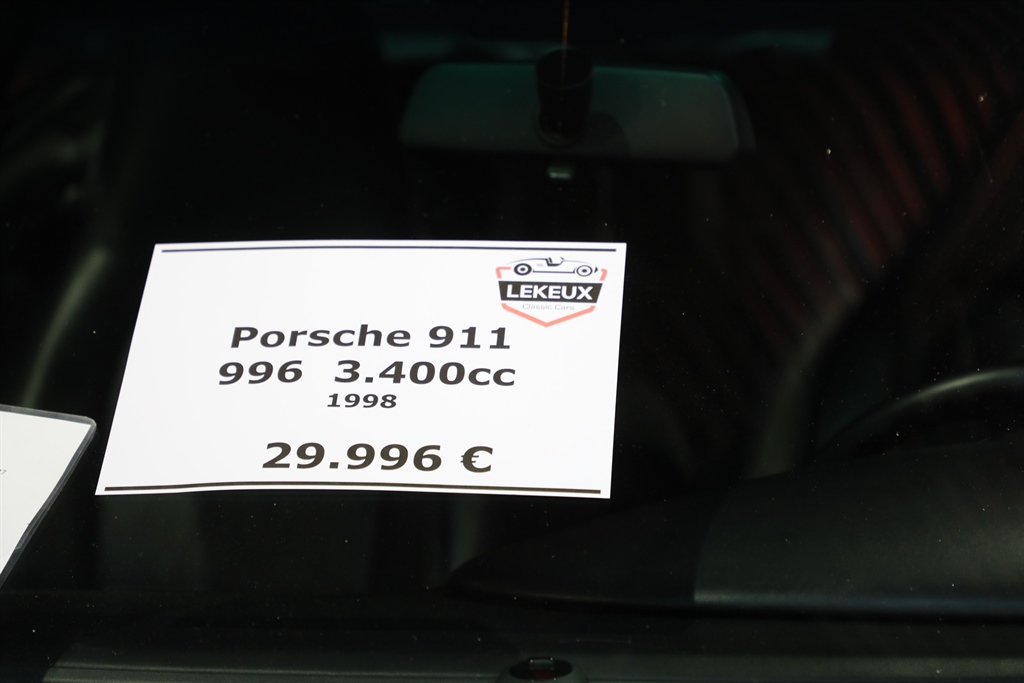 LEKEUX
Classic Cars
Porsche 911
996 3.400cc
1998
29.996 €